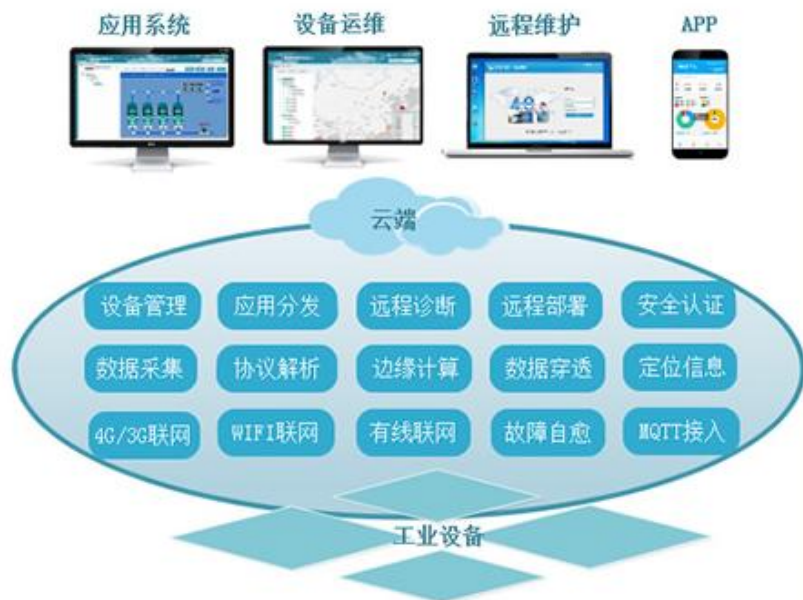 应用系统 设备运维 远程维护 APP
云端
设备管理 应用分发 远程诊断 远程部署 安全认证
数据采集 协议解析 边缘计算 数据穿透 定位信息
4G/3G联网 WIFI联网 有线联网 故障自愈 MQTT接入
工业设备